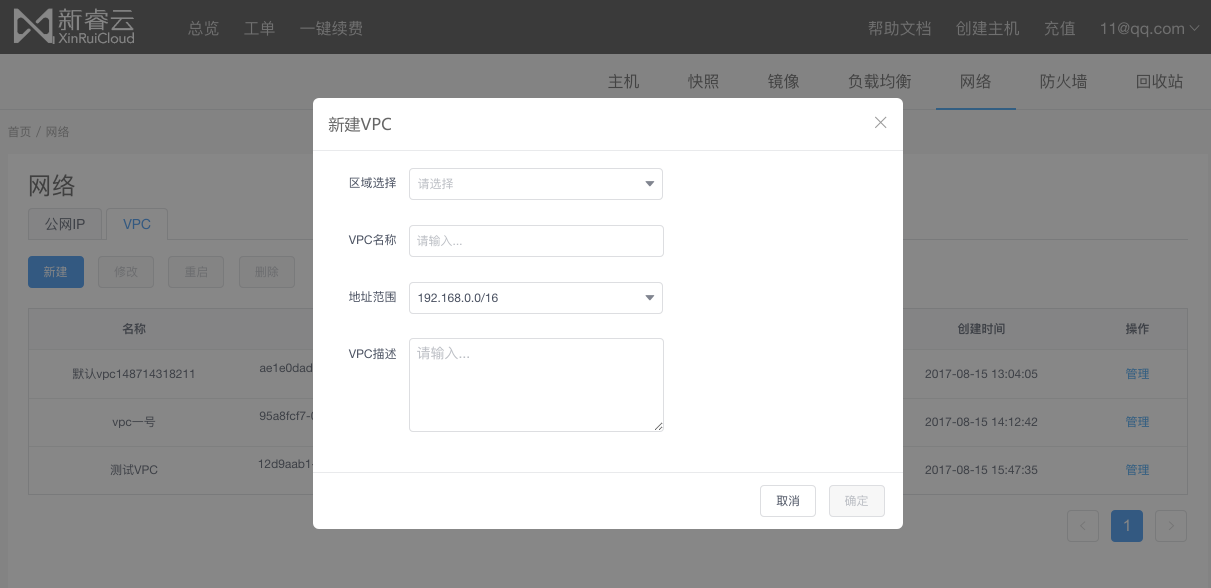 新睿云
XinRuiCloud
总览 工单 一键续费 帮助文档 创建主机 充值 11@qq.com
主机 快照 镜像 负载均衡 网络 防火墙 回收站
首页 / 网络
网络
公网IP VPC
新建 修改 重启 删除
名称 创建时间 操作
默认vpc148714318211 ae1e0dad 2017-08-15 13:04:05 管理
vpc一号 95a8fcf7- 2017-08-15 14:12:42 管理
测试VPC 12d9aab1 2017-08-15 15:47:35 管理
1
新建VPC
区域选择 请选择
VPC名称 请输入...
地址范围 192.168.0.0/16
VPC描述 请输入...
取消 确定